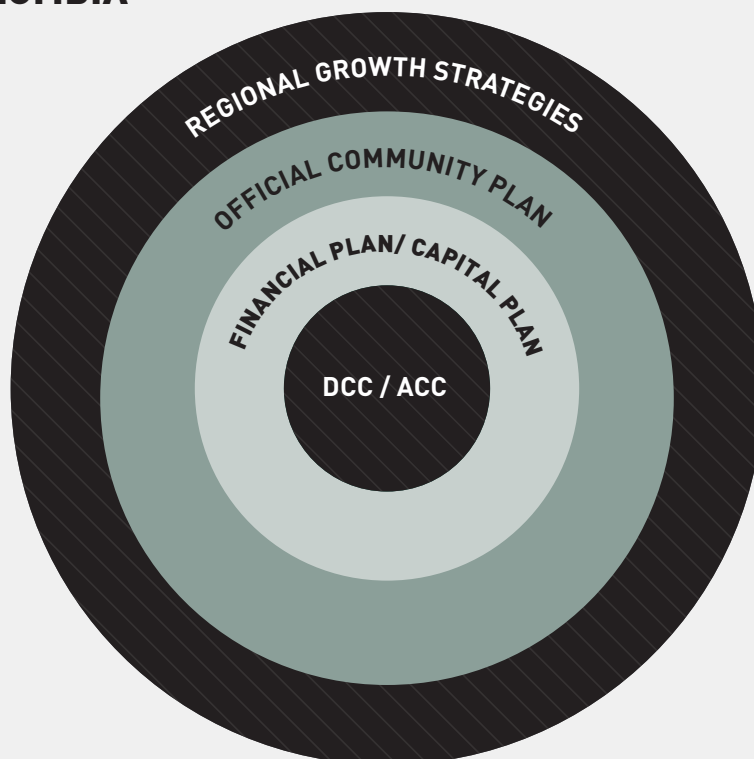 REGIONAL GROWTH STRATEGIES
OFFICIAL COMMUNITY PLAN
FINANCIAL PLAN/ CAPITAL PLAN
DCC / ACC